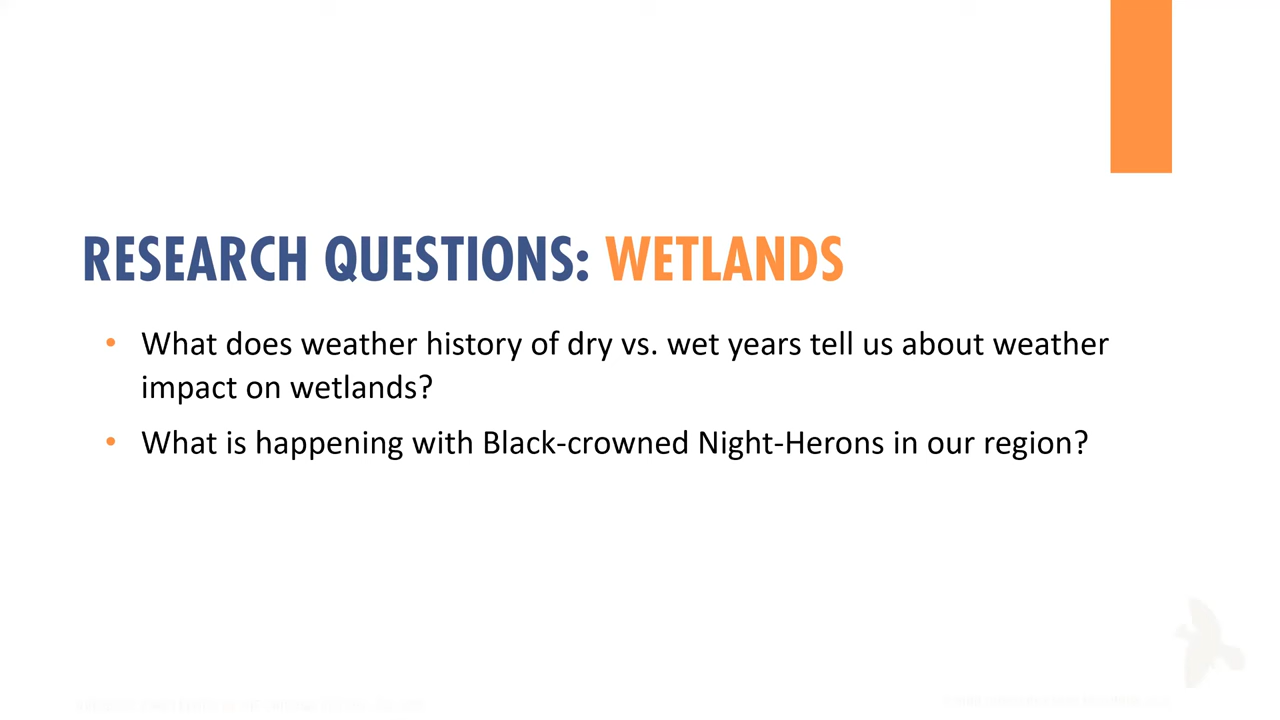 RESEARCH QUESTIONS: WETLANDS
• What does weather history of dry vs. wet years tell us about weather
impact on wetlands?
• What is happening with Black-crowned Night-Herons in our region?